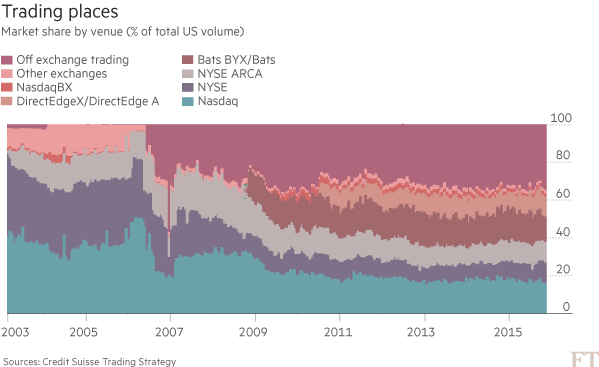 Trading places
Market share by venue (% of total US volume)
Off exchange trading
Other exchanges
NasdaqBX
DirectEdgeX/DirectEdge A
Bats BYX/Bats
NYSE ARCA
NYSE
Nasdaq
100
80
60
40
20
0
2003 2005 2007 2009 2011 2013 2015
Sources: Credit Suisse Trading Strategy
FT